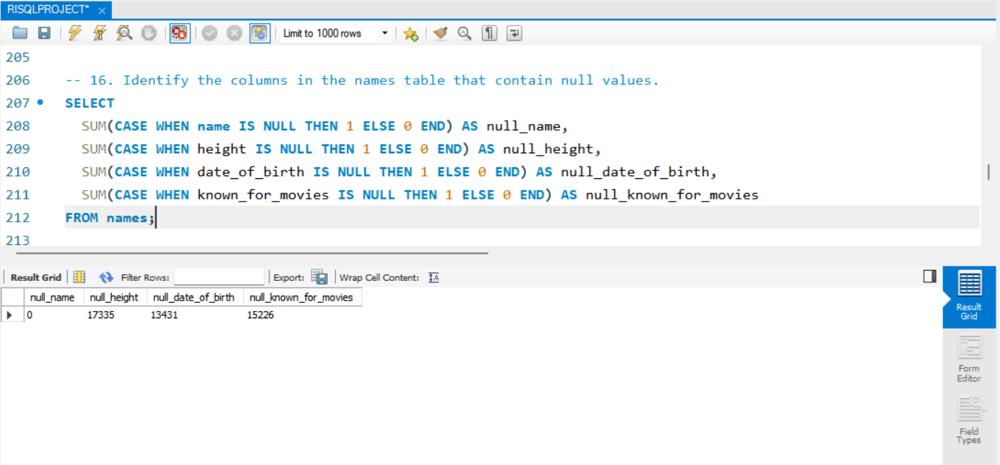 RISQLPROJECT* ×
Limit to 1000 rows
205
206 -- 16. Identify the columns in the names table that contain null values.
207 SELECT
208 SUM(CASE WHEN name IS NULL THEN 1 ELSE 0 END) AS null_name,
209 SUM(CASE WHEN height IS NULL THEN 1 ELSE 0 END) AS null_height,
210 SUM(CASE WHEN date_of_birth IS NULL THEN 1 ELSE 0 END) AS null_date_of_birth,
211 SUM(CASE WHEN known_for_movies IS NULL THEN 1 ELSE 0 END) AS null_known_for_movies
212 FROM names;
213
Result Grid Filter Rows: Export: Wrap Cell Content:
null_name null_height null_date_of_birth null_known_for_movies
0 17335 13431 15226
Result
Grid
Form
Editor
Field
Types